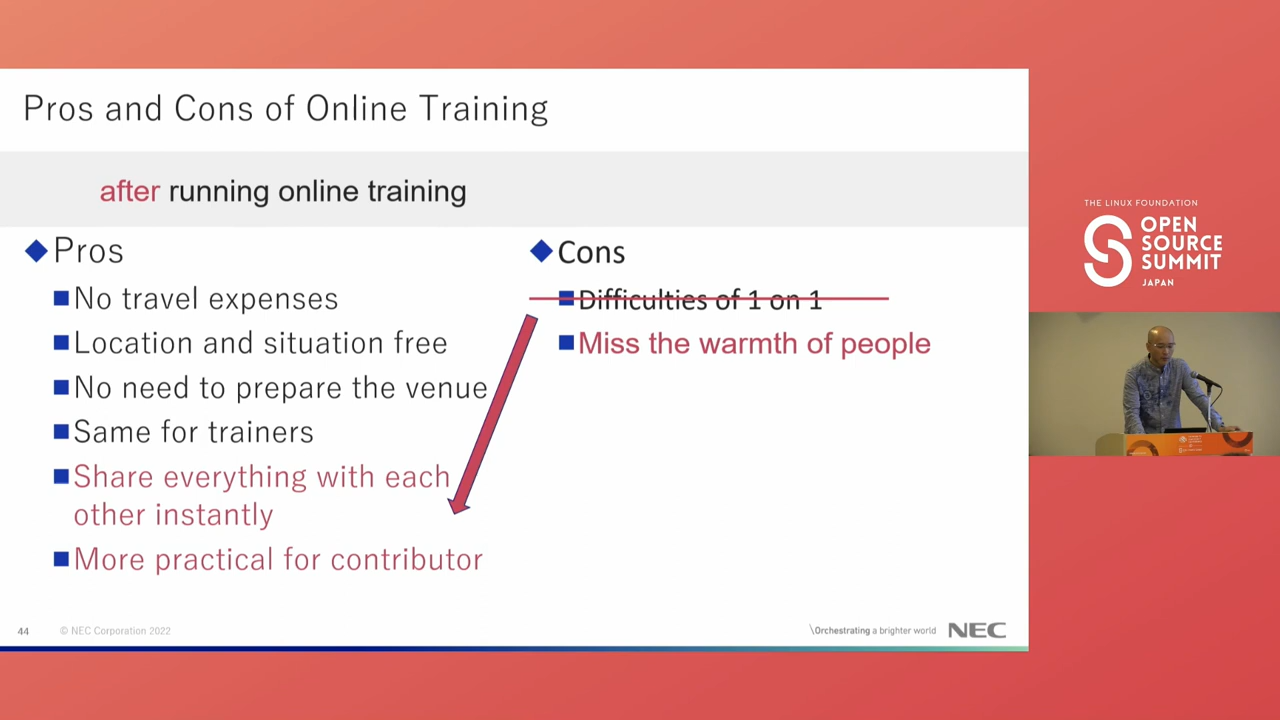 Pros and Cons of Online Training
after running online training
Pros
No travel expenses
Location and situation free
No need to prepare the venue
Same for trainers
Share everything with each
other instantly
More practical for contributor
Cons
Difficulties of 1 on 1
Miss the warmth of people
44
© NEC Corporation 2022
\Orchestrating a brighter world
NEC
THE LINUX FOUNDATION
OPEN
SOURCE
SUMMIT
JAPAN